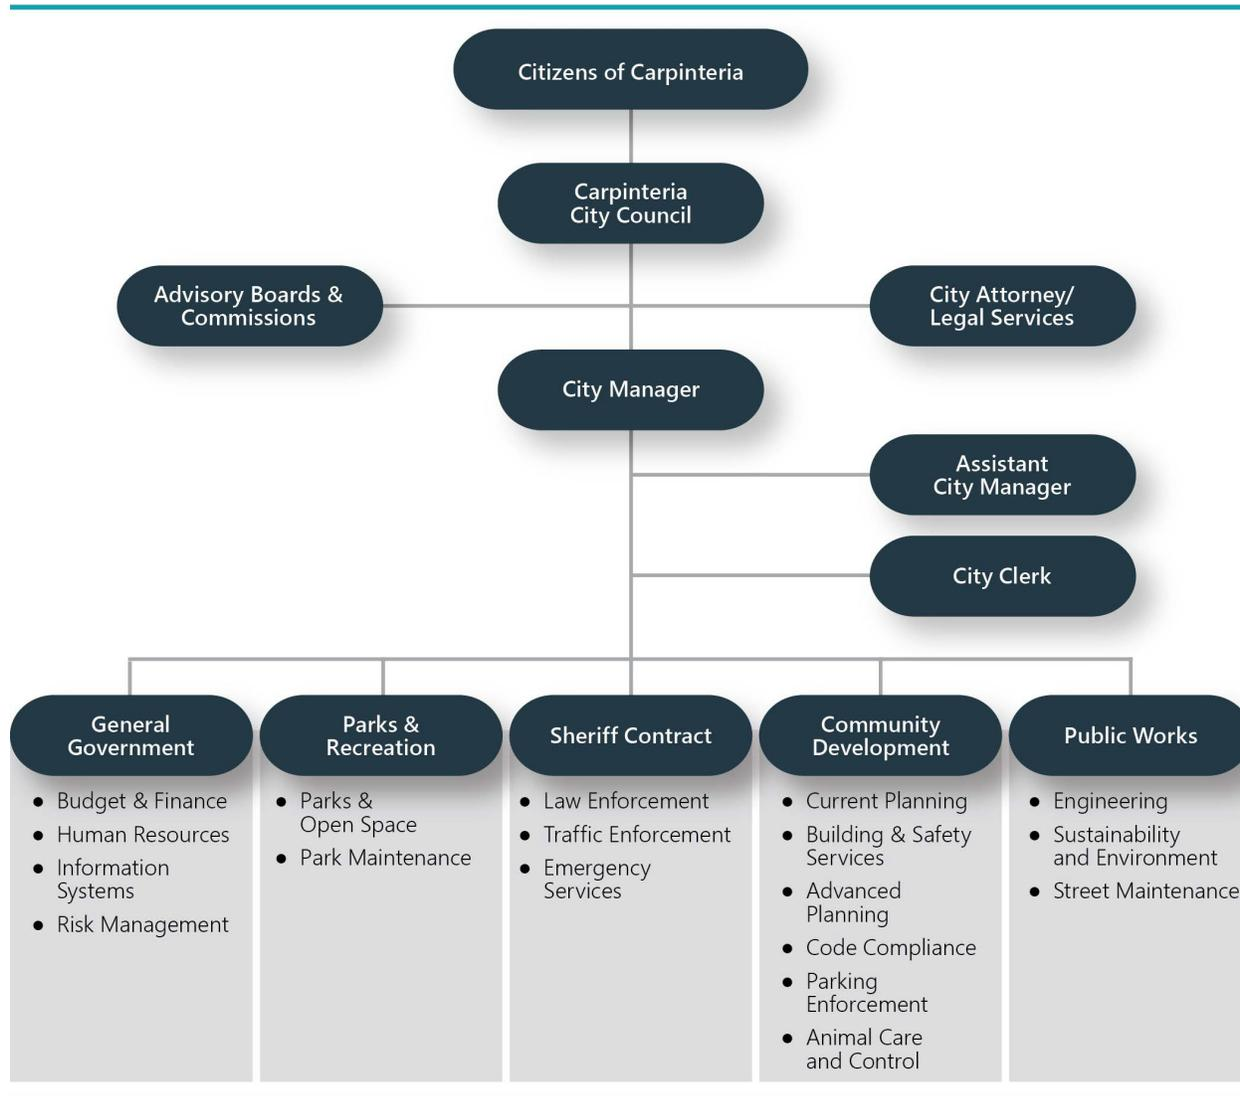 Citizens of Carpinteria
Carpinteria
City Council
Advisory Boards &
Commissions
City Attorney/
Legal Services
City Manager
Assistant
City Manager
City Clerk
General
Government
● Budget & Finance
● Human Resources
● Information
Systems
● Risk Management
Parks &
Recreation
● Parks &
Open Space
● Park Maintenance
Sheriff Contract
● Law Enforcement
● Traffic Enforcement
● Emergency
Services
Community
Development
● Current Planning
● Building & Safety
Services
● Advanced
Planning
● Code Compliance
● Parking
Enforcement
● Animal Care
and Control
Public Works
● Engineering
● Sustainability
and Environment
● Street Maintenance